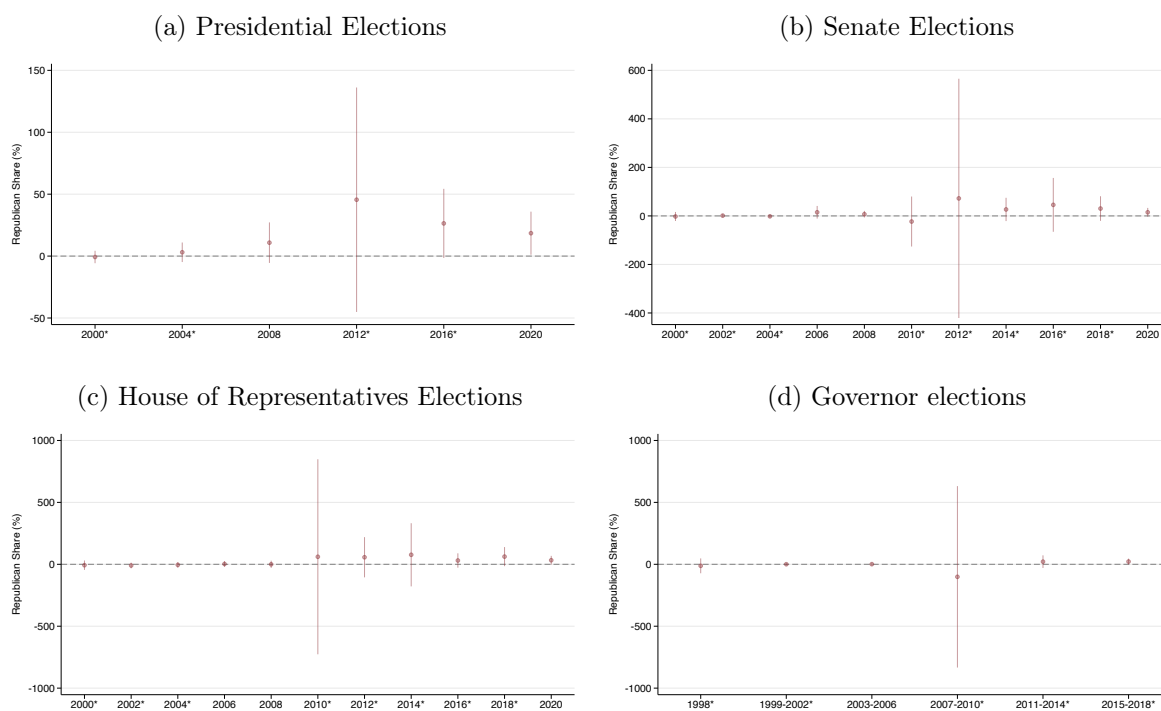 (a) Presidential Elections
(b) Senate Elections
150
100
50
0
-50
Republican Share (%)
2000* 2004* 2008 2012* 2016* 2020
600
400
200
0
-200
-400
Republican Share (%)
2000* 2002* 2004* 2006 2008 2010* 2012* 2014* 2016* 2018* 2020
(c) House of Representatives Elections
(d) Governor elections
1000
500
0
-500
-1000
Republican Share (%)
2000* 2002* 2004* 2006 2008 2010* 2012 2014* 2016* 2018* 2020
1000
500
0
-500
-1000
Republican Share (%)
1998* 1999-2002* 2003-2006 2007-2010* 2011-2014* 2015-2018*